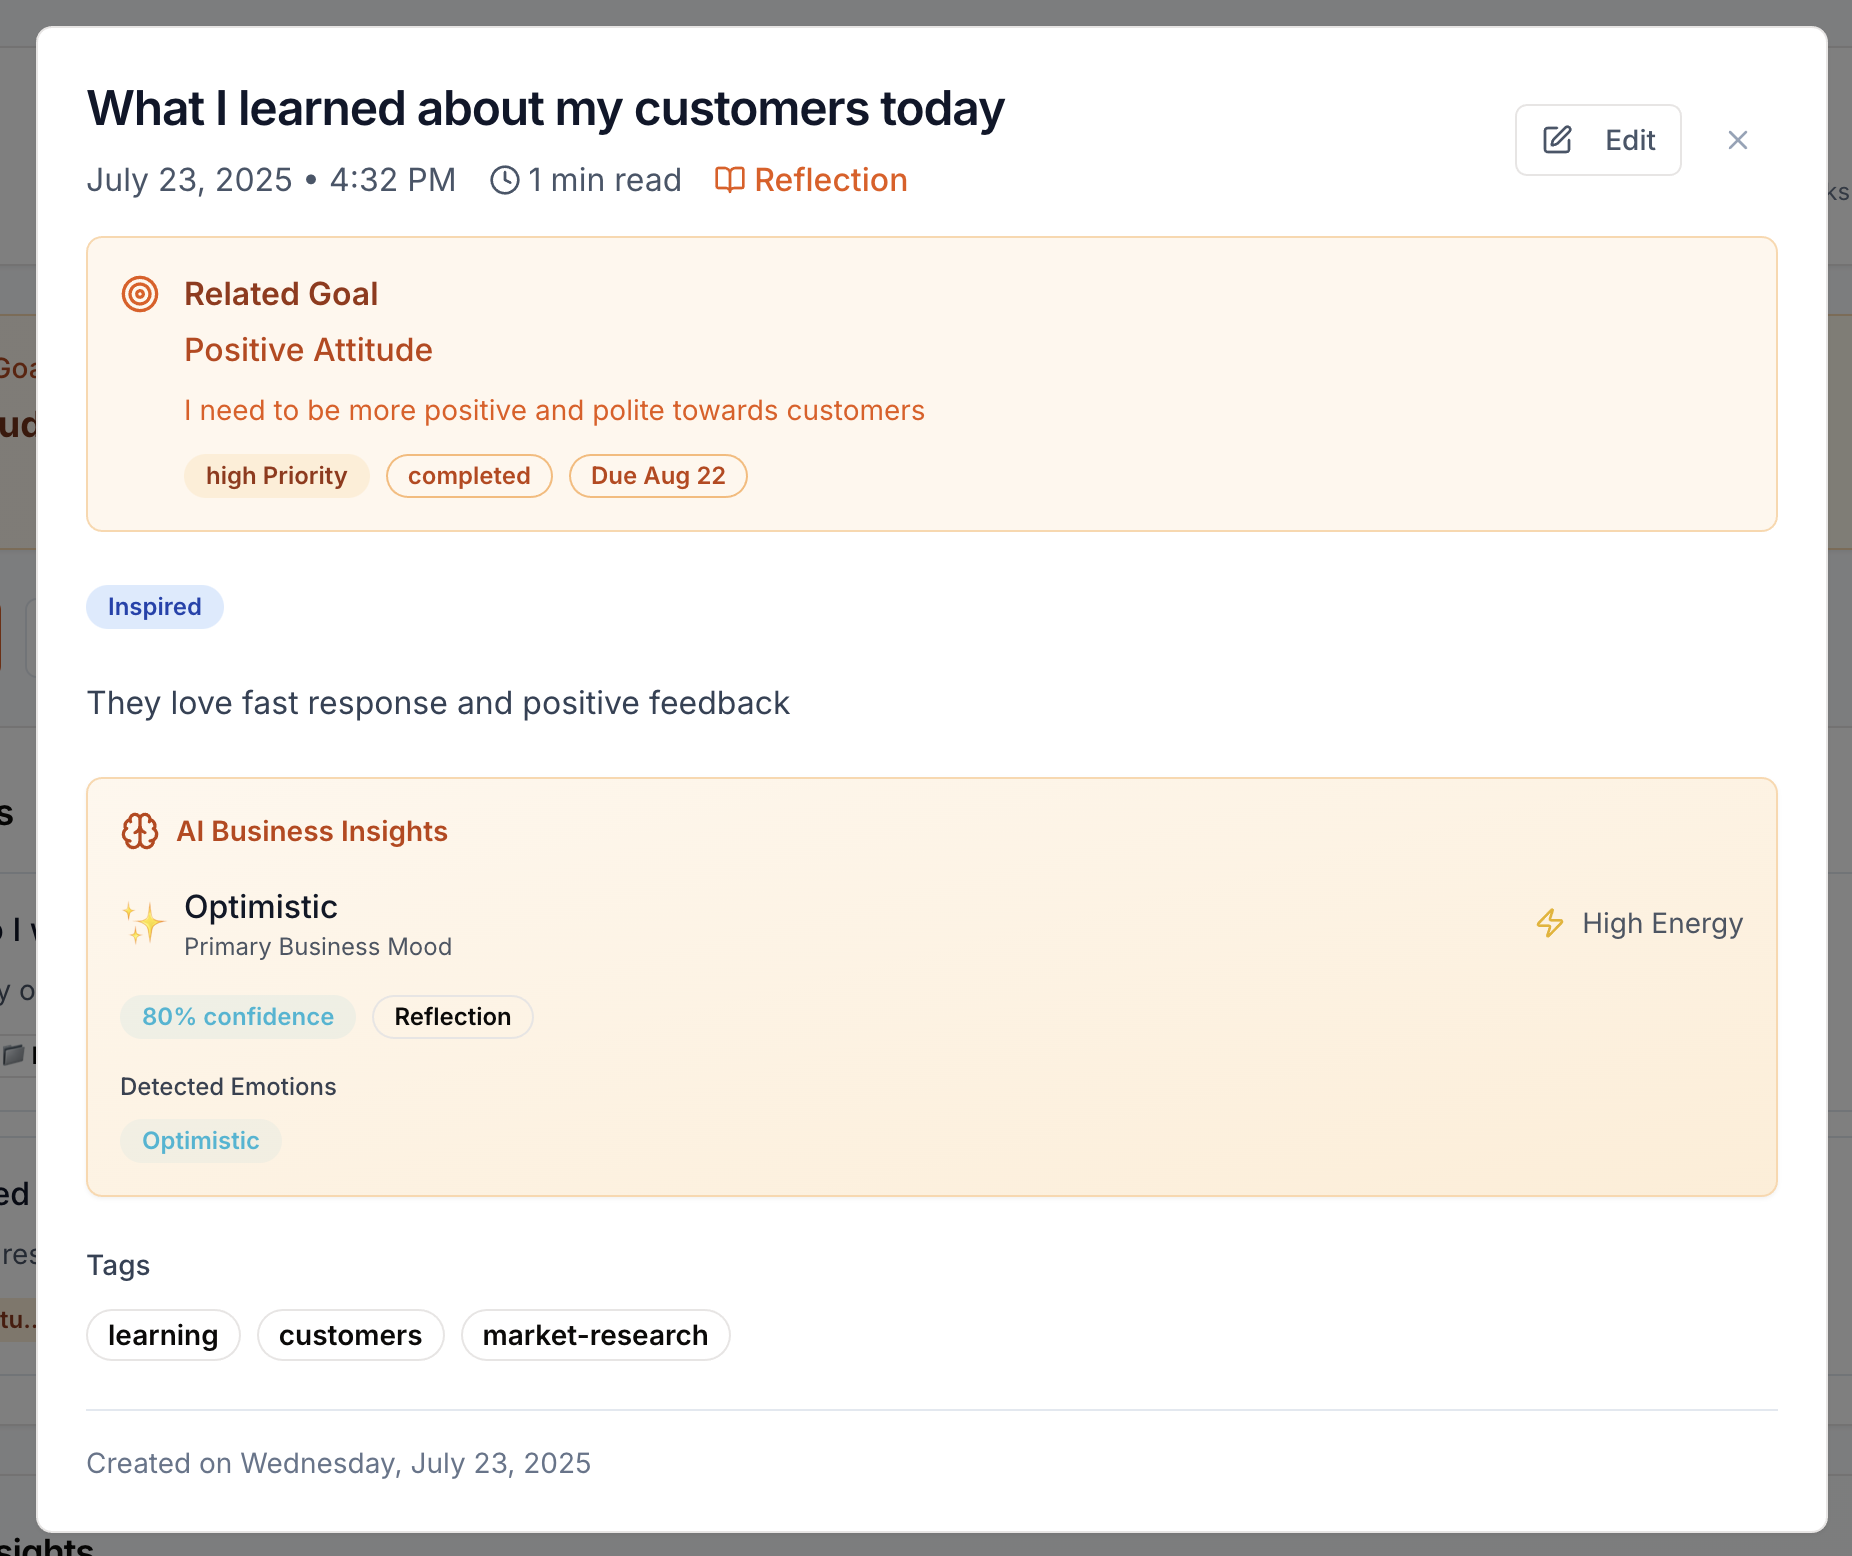 What I learned about my customers today
July 23, 2025 • 4:32 PM 1 min read Reflection
Edit
Related Goal
Positive Attitude
I need to be more positive and polite towards customers
high Priority completed Due Aug 22
Inspired
They love fast response and positive feedback
AI Business Insights
Optimistic
Primary Business Mood
High Energy
80% confidence Reflection
Detected Emotions
Optimistic
Tags
learning customers market-research
Created on Wednesday, July 23, 2025